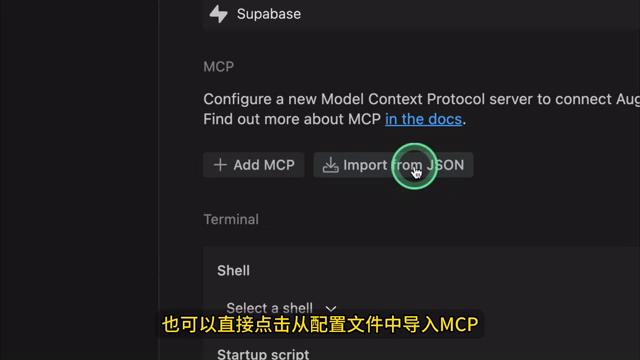 Supabase
MCP
Configure a new Model Context Protocol server to connect Aug
Find out more about MCP in the docs.
+ Add MCP
Import from JSON
Terminal
Shell
Select a shell
也可以直接点击从配置文件中导入MCP
Startup script